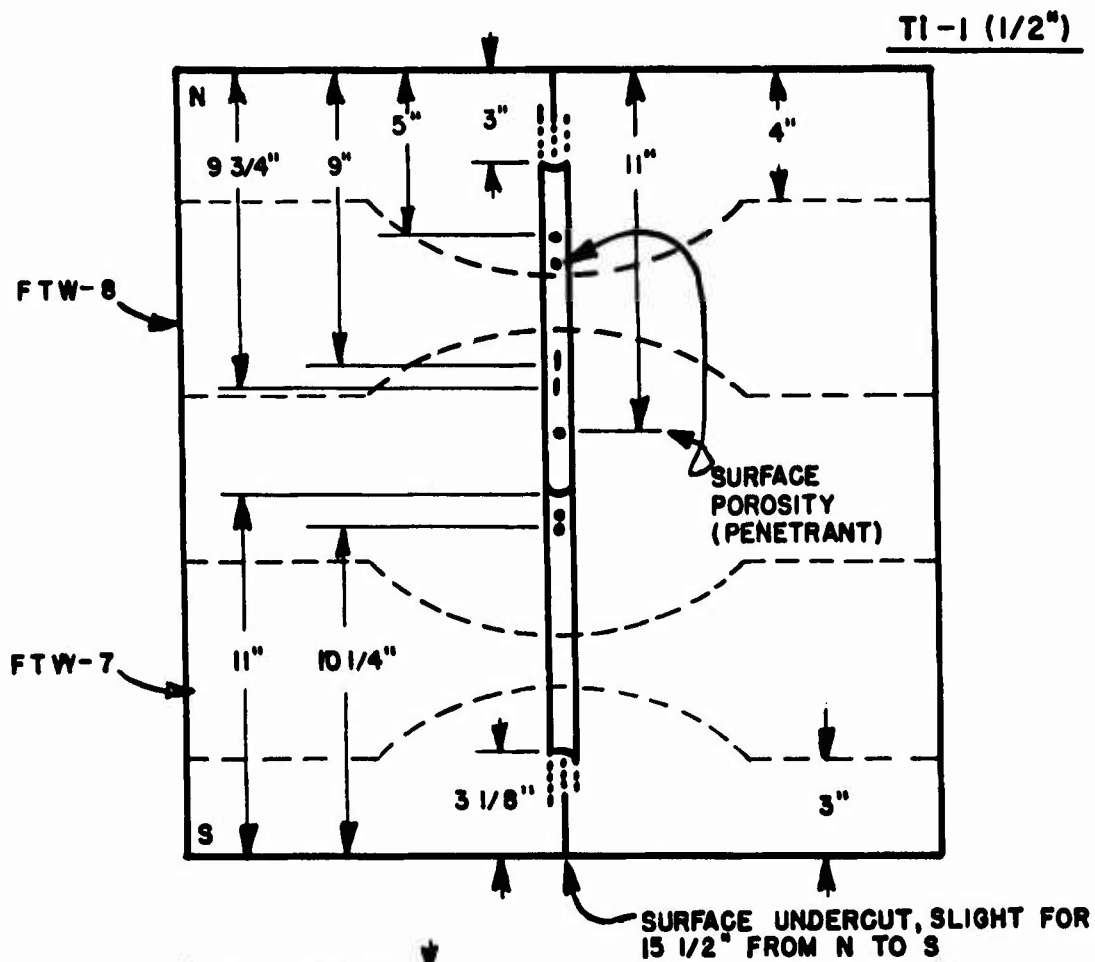 TI-1 (1/2")
N
5"
3"
4"
9 3/4"
9"
11"
FTW-8
SURFACE
POROSITY
(PENETRANT)
FTW-7
11"
10 1/4"
3 1/8"
3"
S
SURFACE UNDERCUT, SLIGHT FOR
15 1/2" FROM N TO S